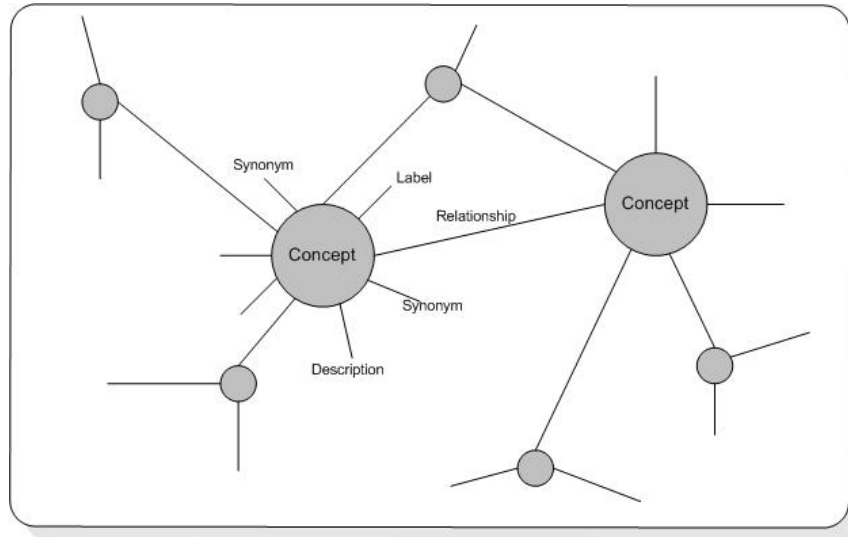 Synonym
Label
Concept
Relationship
Concept
Synonym
Description